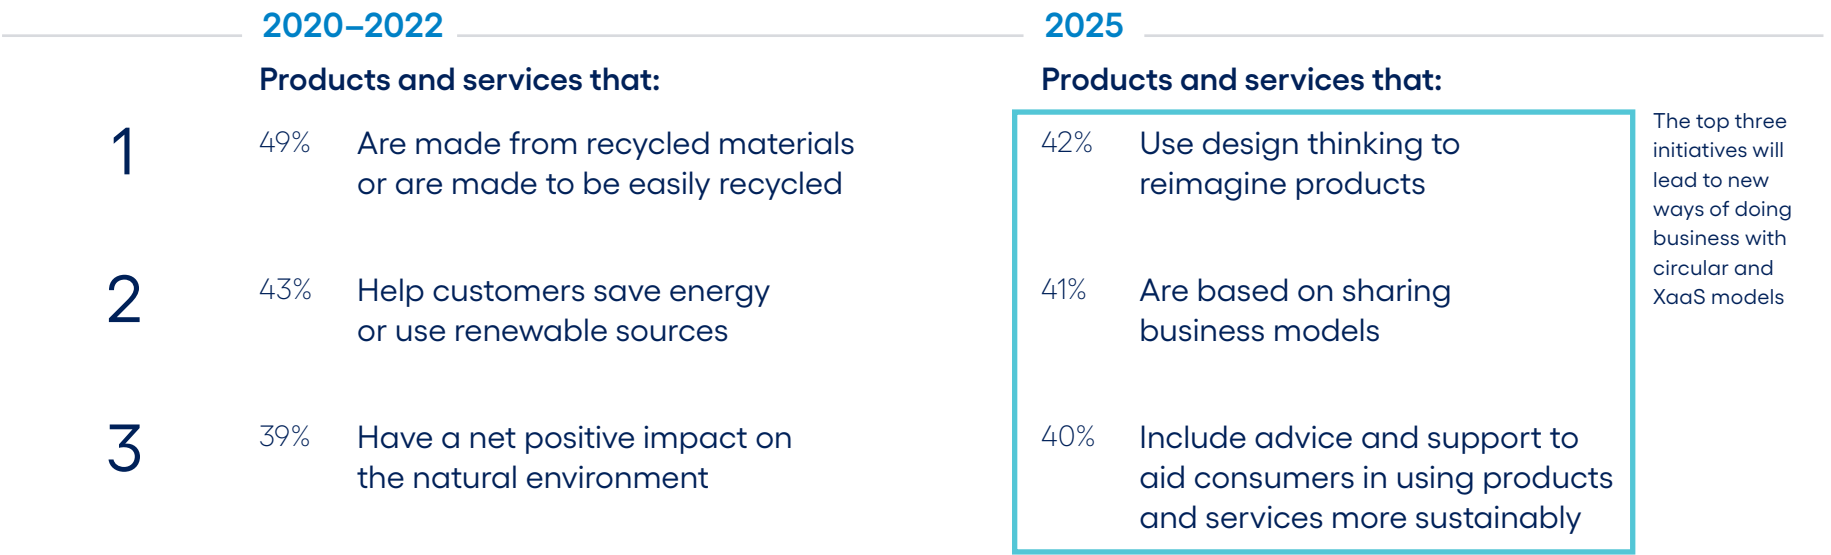 2020–2022
2025
Products and services that:
Products and services that:
1
49%
Are made from recycled materials
or are made to be easily recycled
42%
Use design thinking to
reimagine products
2
43%
Help customers save energy
or use renewable sources
41%
Are based on sharing
business models
3
39%
Have a net positive impact on
the natural environment
40%
Include advice and support to
aid consumers in using products
and services more sustainably
The top three
initiatives will
lead to new
ways of doing
business with
circular and
XaaS models